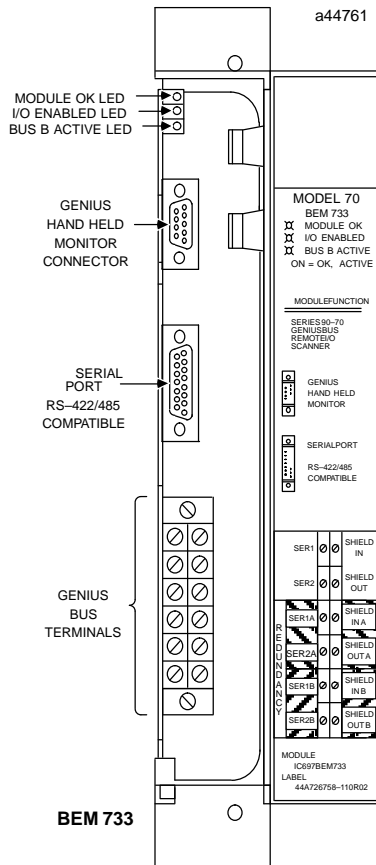 a44761
MODULE OK LED
I/O ENABLED LED
BUS B ACTIVE LED
GENIUS
HAND HELD
MONITOR
CONNECTOR
SERIAL
PORT
RS–422/485
COMPATIBLE
GENIUS
BUS
TERMINALS
BEM 733
MODEL 70
BEM 733
MODULE OK
I/O ENABLED
BUS B ACTIVE
ON = OK, ACTIVE
MODULEFUNCTION
SERIES90–70
GENIUSBUS
REMOTEI/O
SCANNER
GENIUS
HAND HELD
MONITOR
SERIALPORT
RS–422/485
COMPATIBLE
SER1 SHIELD
IN
SER2 SHIELD
OUT
REDUNDANCY
SER1A SHIELD
IN A
SER2A SHIELD
OUT A
SER1B SHIELD
IN B
SER2B SHIELD
OUT B
MODULE
IC697BEM733
LABEL
44A726758–110R02